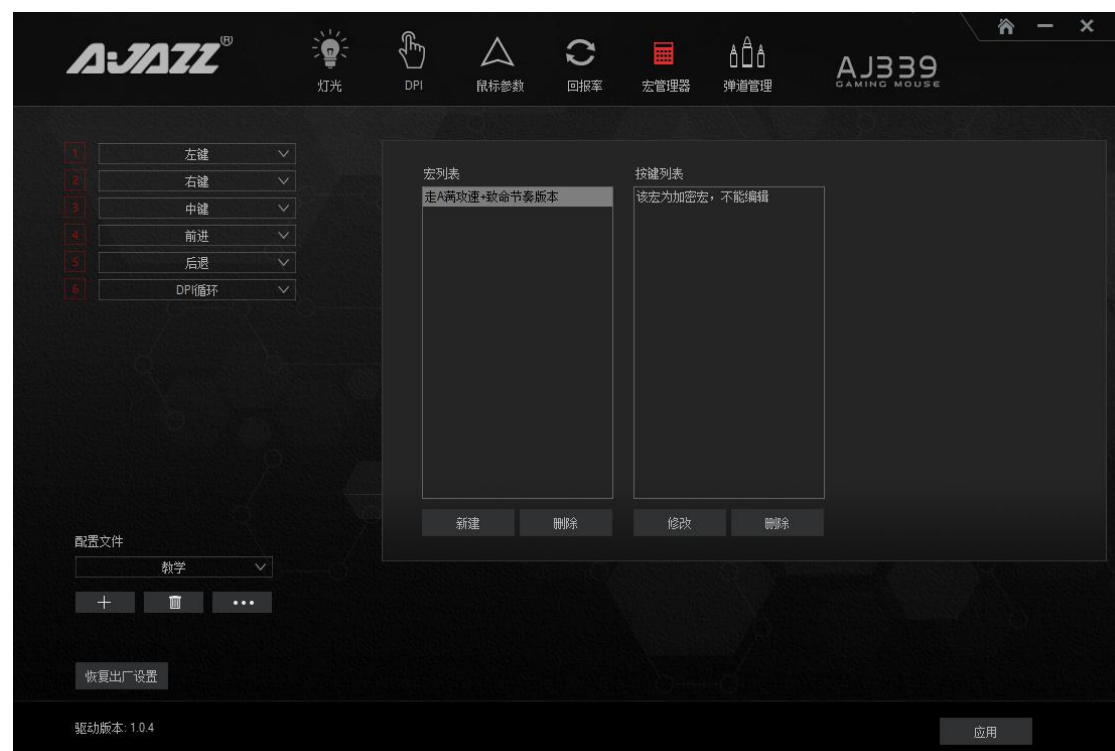 A·JAZZ®
灯光
DPI
鼠标参数
回报率
宏管理器
弹道管理
AJ339
GAMING MOUSE
1 左键
2 右键
3 中键
4 前进
5 后退
6 DPI循环
宏列表
走A满攻速+致命节奏版本
新建 删除
按键列表
该宏为加密宏，不能编辑
修改 删除
配置文件
教学
恢复出厂设置
驱动版本: 1.0.4
应用